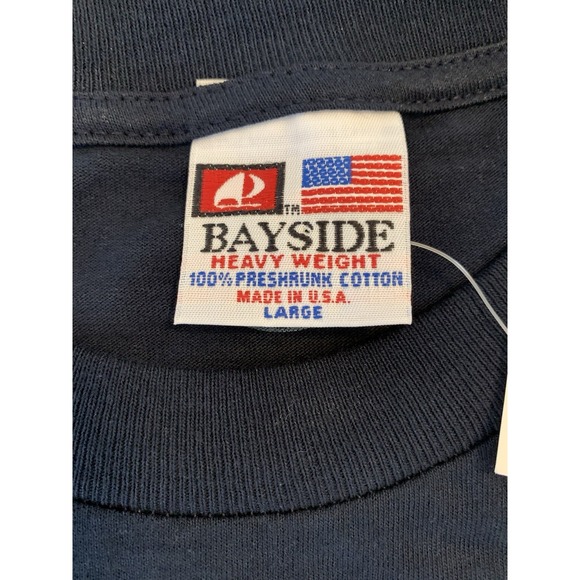 TM
BAYSIDE
HEAVY WEIGHT
100% PRESHRUNK COTTON
MADE IN U.S.A.
LARGE